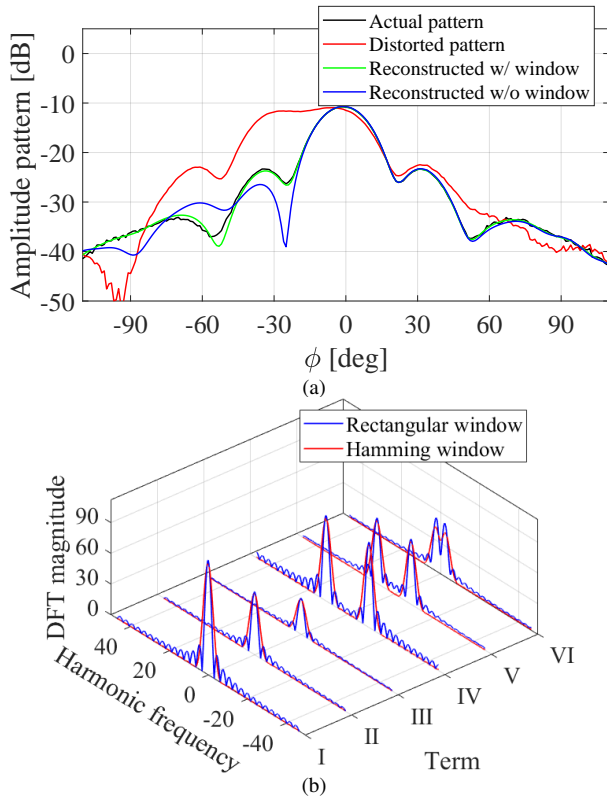 Actual pattern
Distorted pattern
Reconstructed w/ window
Reconstructed w/o window
Amplitude pattern [dB]
0
-10
-20
-30
-40
-50
-90
-60
-30
0
30
60
90
ϕ [deg]
(a)
Rectangular window
Hamming window
DFT magnitude
90
60
30
0
40
20
0
-20
-40
Harmonic frequency
I
II
III
IV
V
VI
Term
(b)